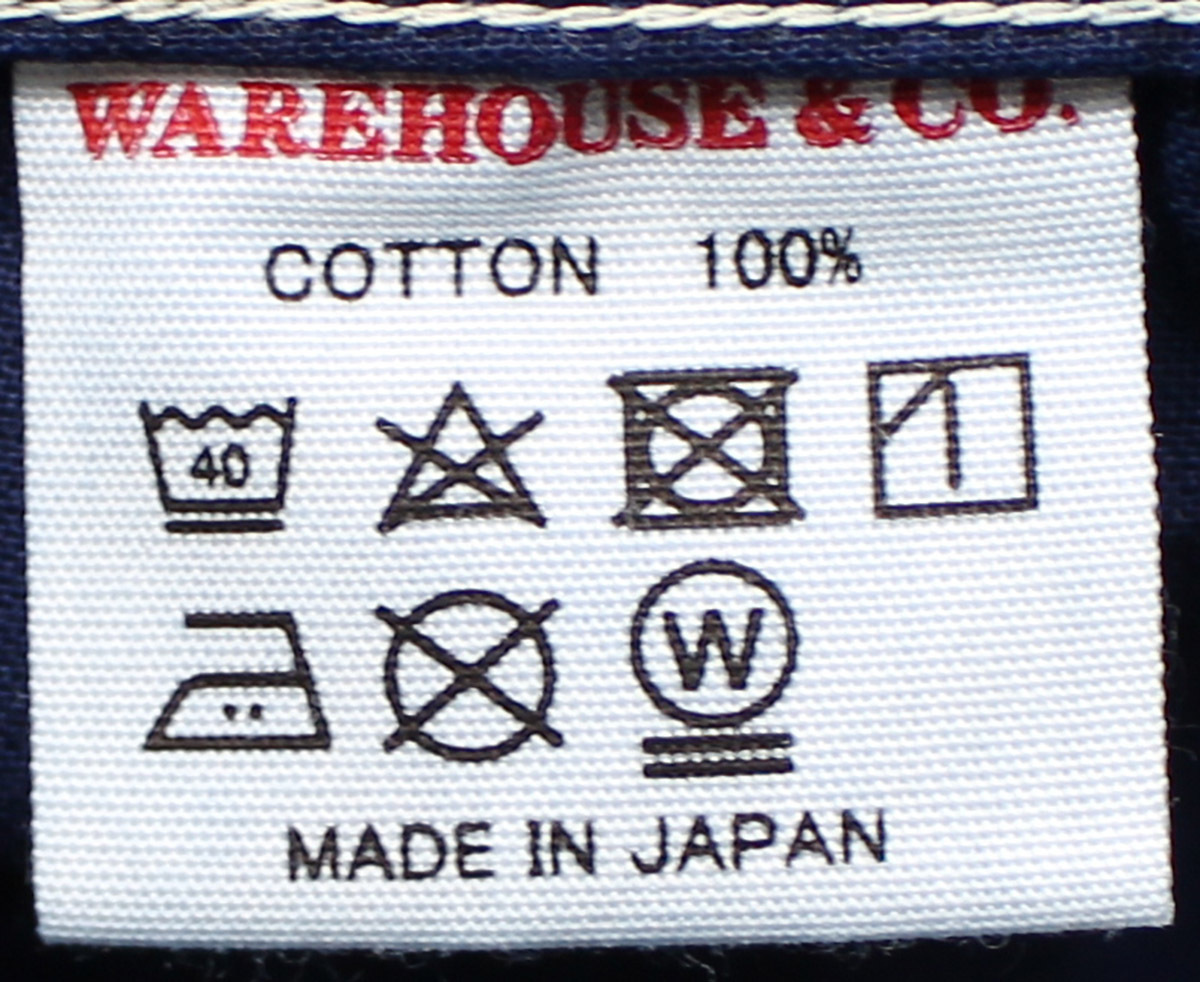 WAREHOUSE & CO.
COTTON 100%
40
W
MADE IN JAPAN